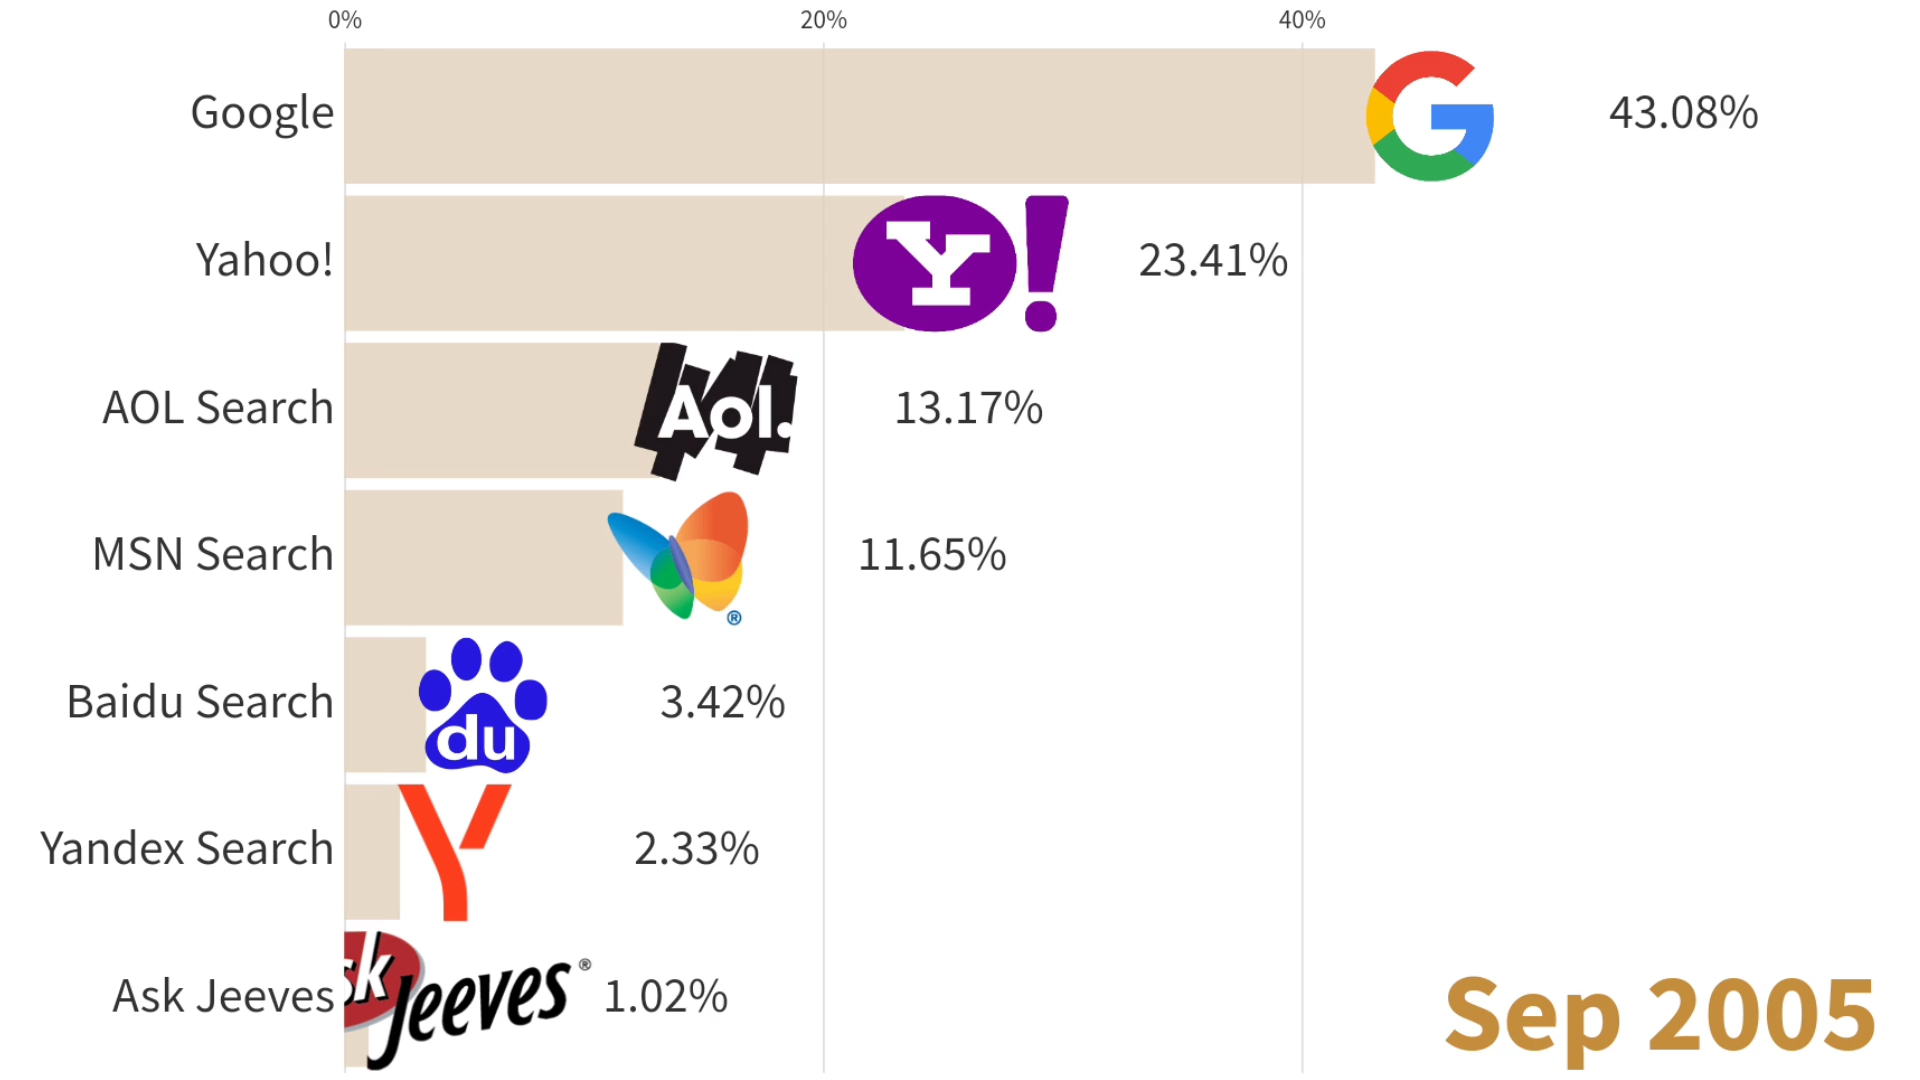 0% 20% 40%
Google 43.08%
Yahoo! Y! 23.41%
AOL Search Aol. 13.17%
MSN Search ® 11.65%
Baidu Search du 3.42%
Yandex Search Y 2.33%
Ask Jeeves sk Jeeves® 1.02%
Sep 2005